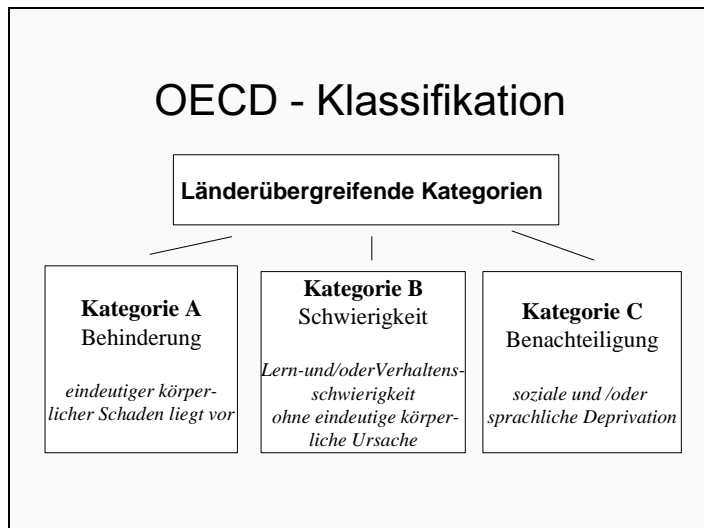 OECD - Klassifikation
Länderübergreifende Kategorien
Kategorie A
Behinderung
eindeutiger körper-
licher Schaden liegt vor
Kategorie B
Schwierigkeit
Lern-und/oderVerhaltens-
schwierigkeit
ohne eindeutige körper-
liche Ursache
Kategorie C
Benachteiligung
soziale und /oder
sprachliche Deprivation